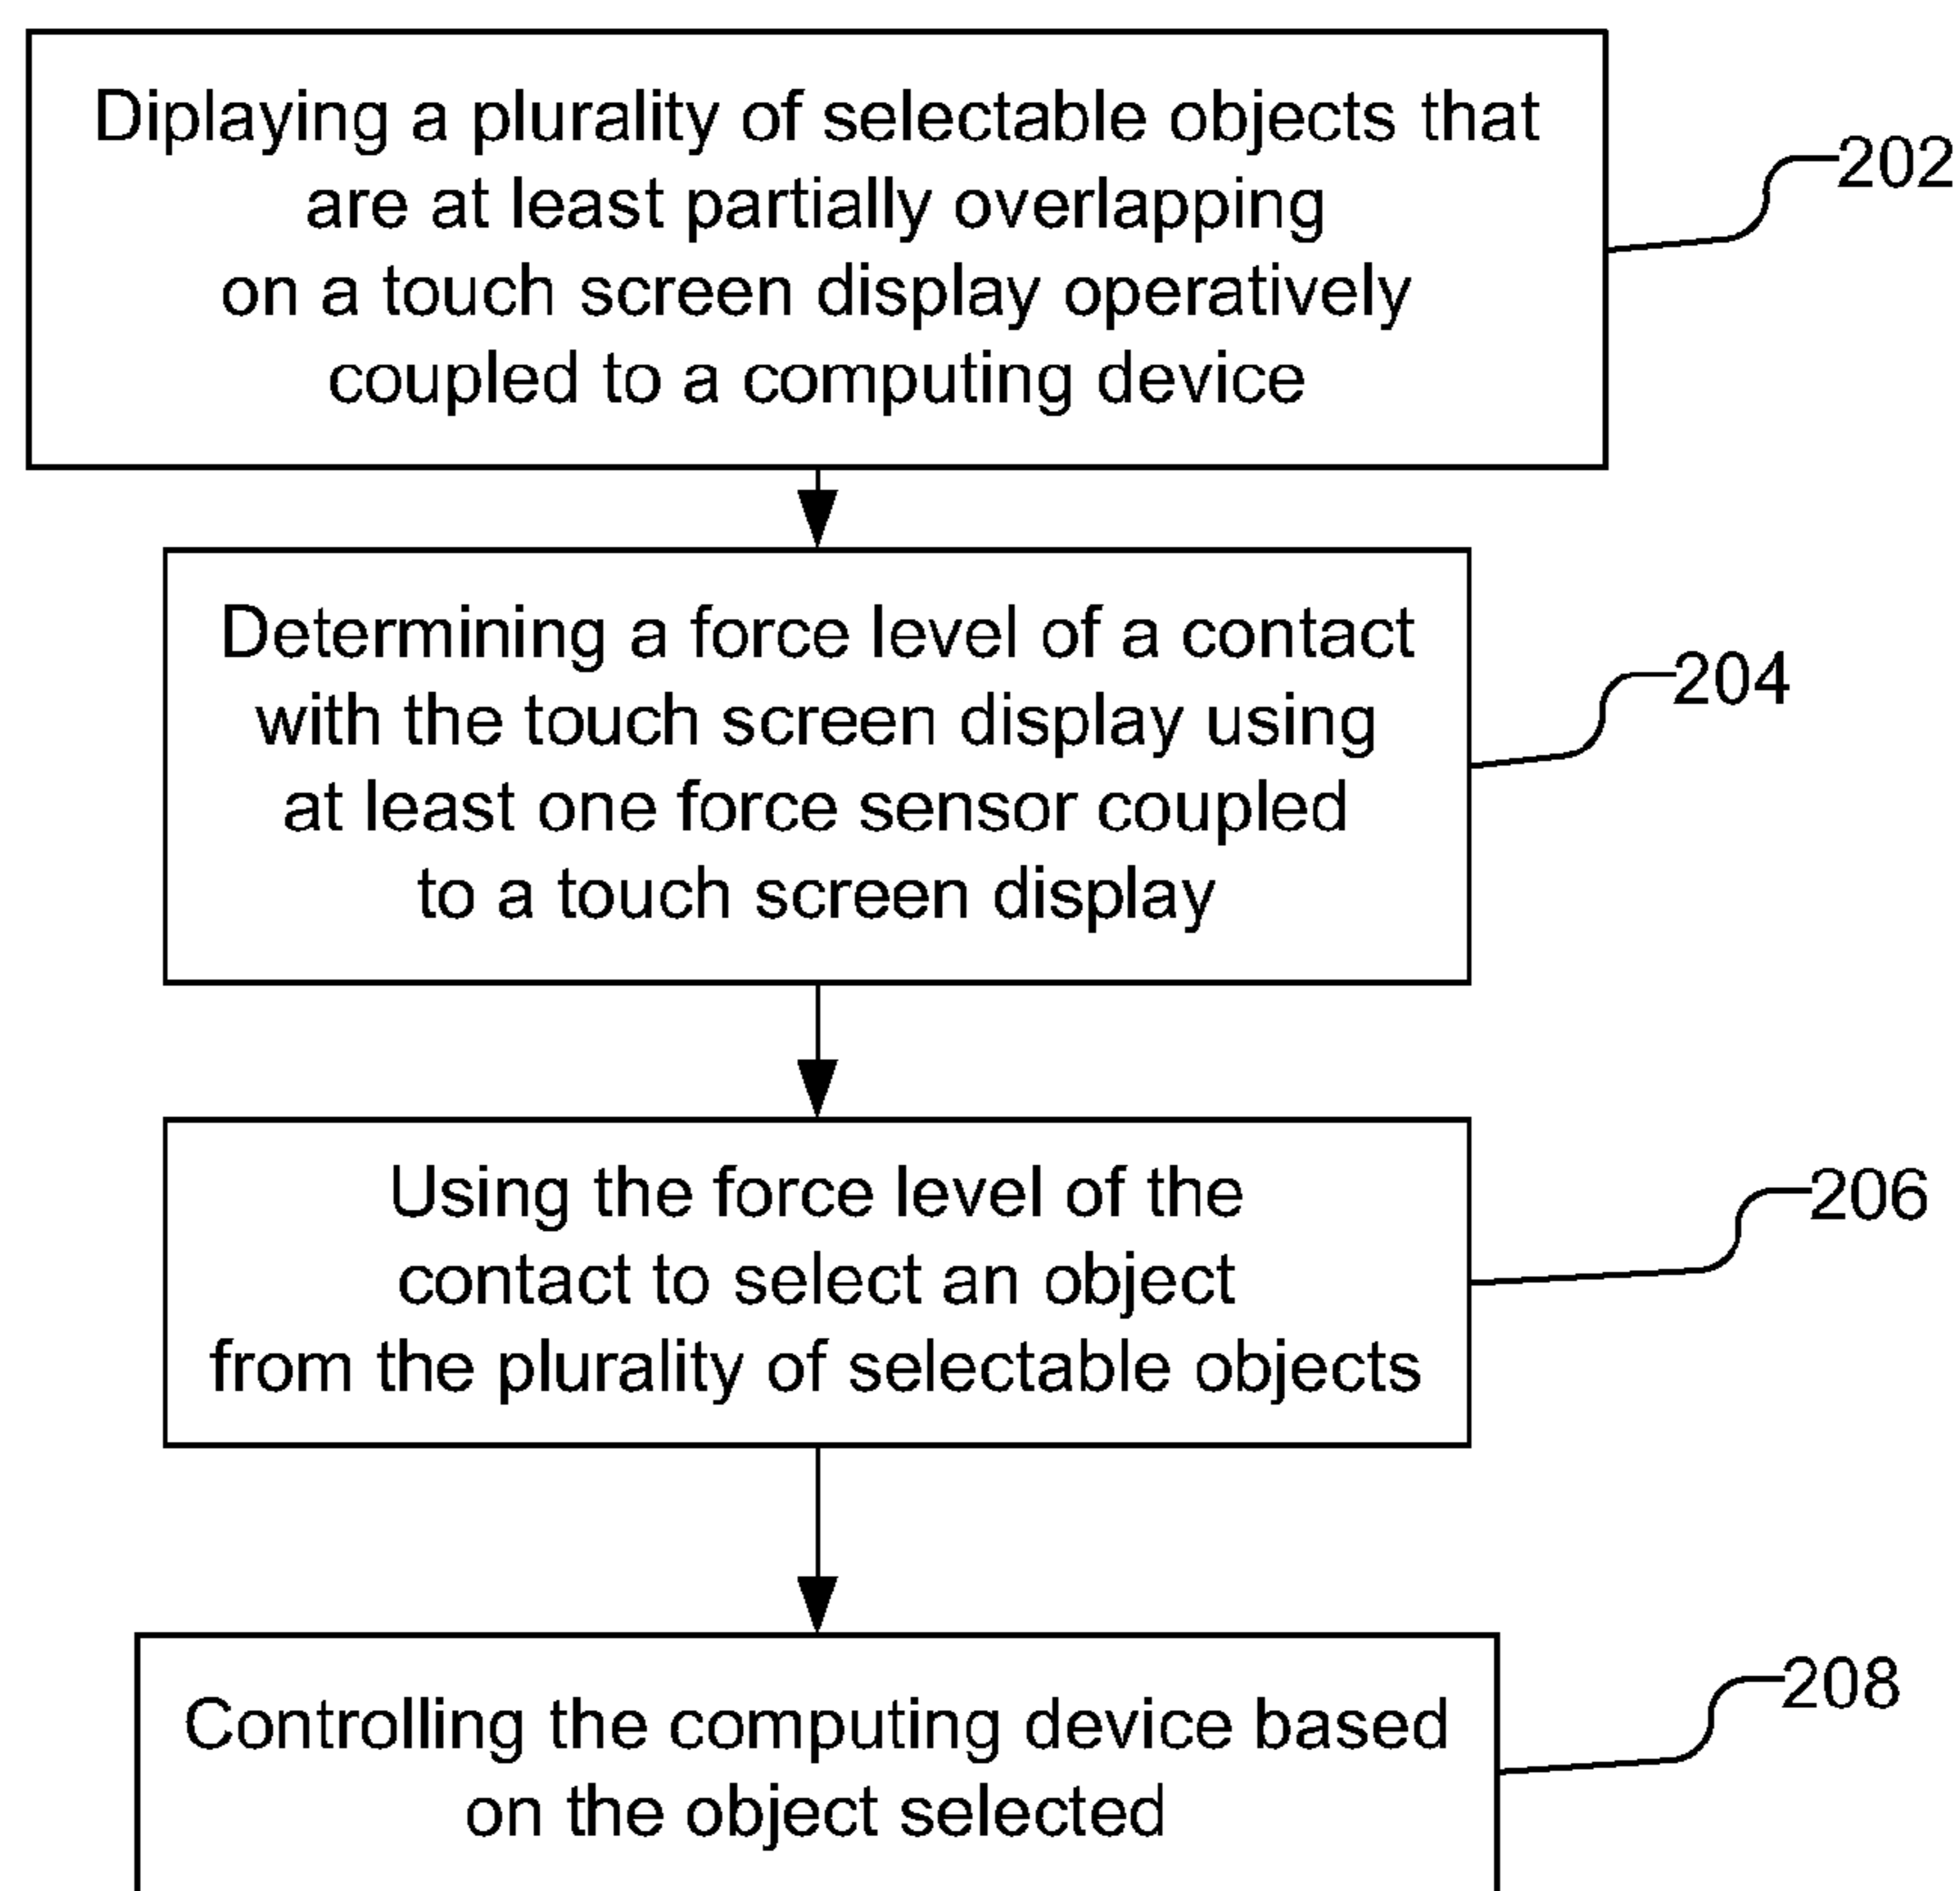 Diplaying a plurality of selectable objects that
are at least partially overlapping
on a touch screen display operatively
coupled to a computing device
202
Determining a force level of a contact
with the touch screen display using
at least one force sensor coupled
to a touch screen display
204
Using the force level of the
contact to select an object
from the plurality of selectable objects
206
Controlling the computing device based
on the object selected
208